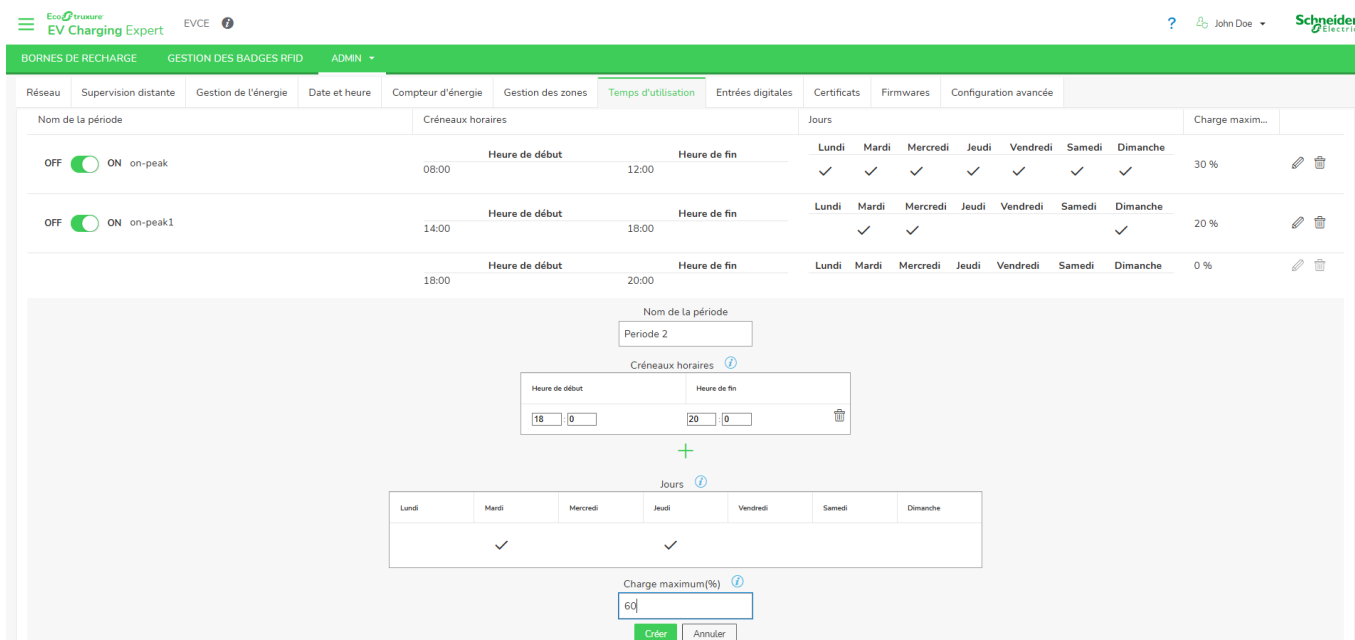 EcoStruxure
EV Charging Expert EVCE i ? John Doe Schneider Electric
BORNES DE RECHARGE GESTION DES BADGES RFID ADMIN
Réseau Supervision distante Gestion de l'énergie Date et heure Compteur d'énergie Gestion des zones Temps d'utilisation Entrées digitales Certificats Firmwares Configuration avancée
Nom de la période Créneaux horaires Jours Charge maxim...
Heure de début Heure de fin Lundi Mardi Mercredi Jeudi Vendredi Samedi Dimanche
OFF ON on-peak 08:00 12:00 30 %
Heure de début Heure de fin Lundi Mardi Mercredi Jeudi Vendredi Samedi Dimanche
OFF ON on-peak1 14:00 18:00 20 %
Heure de début Heure de fin Lundi Mardi Mercredi Jeudi Vendredi Samedi Dimanche 0 %
18:00 20:00
Nom de la période
Periode 2
Créneaux horaires i
Heure de début Heure de fin
18 : 0 20 : 0
Jours i
Lundi Mardi Mercredi Jeudi Vendredi Samedi Dimanche
Charge maximum(%) i
60
Créer Annuler